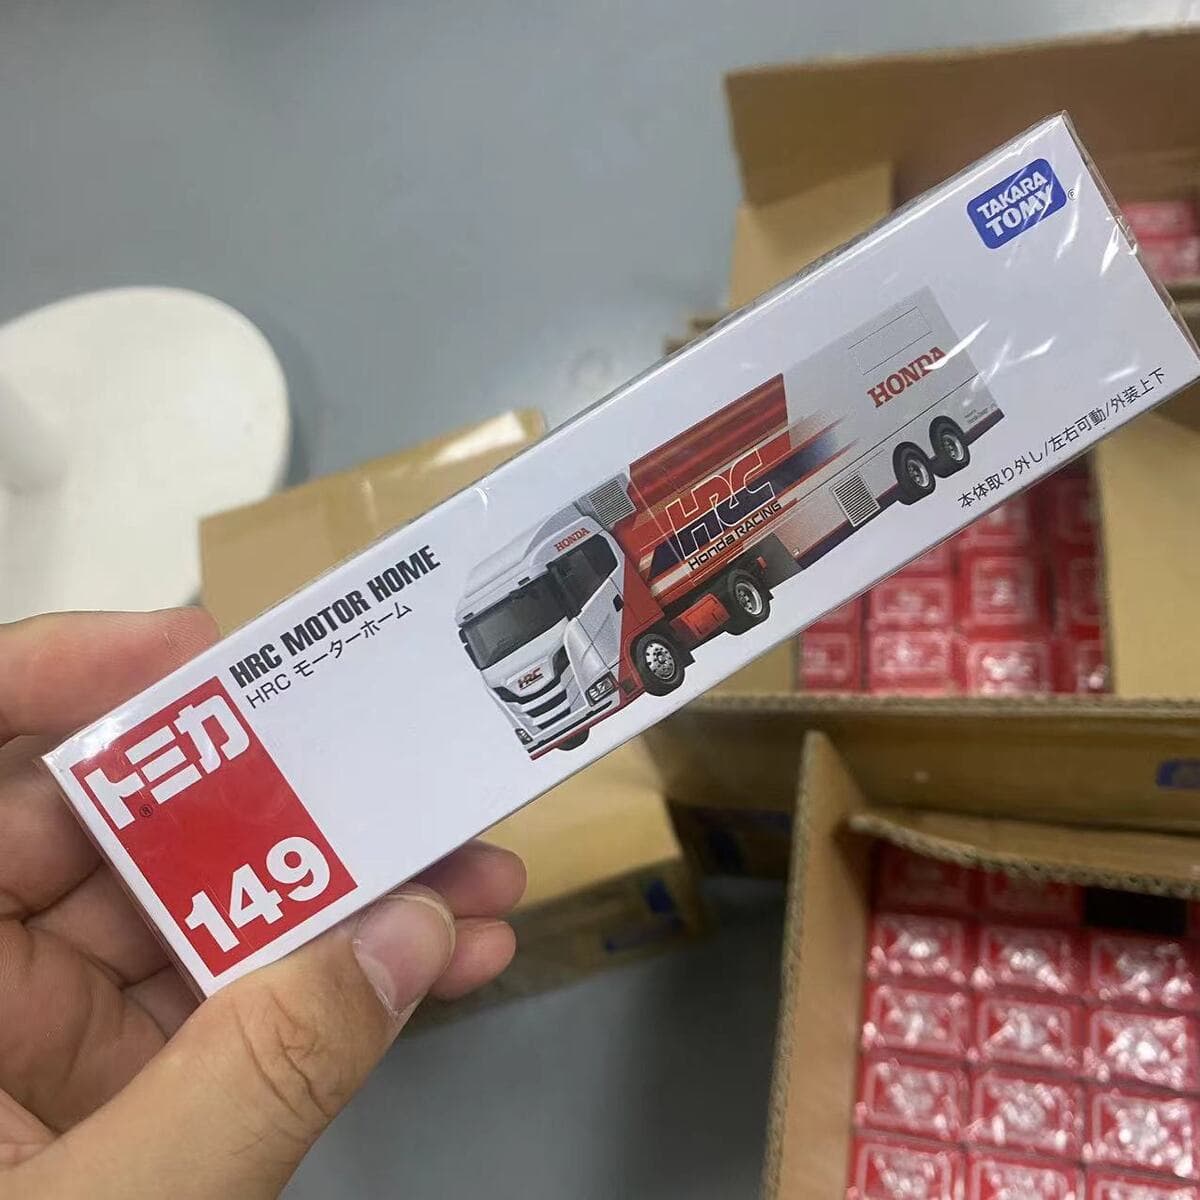 TAKARA
TOMY®
HONDA
HRC
Honda RACING
HONDA
HRC
本体取り外し/左右可動/外装上下
HRC MOTOR HOME
HRC モーターホーム
トミカ®
149